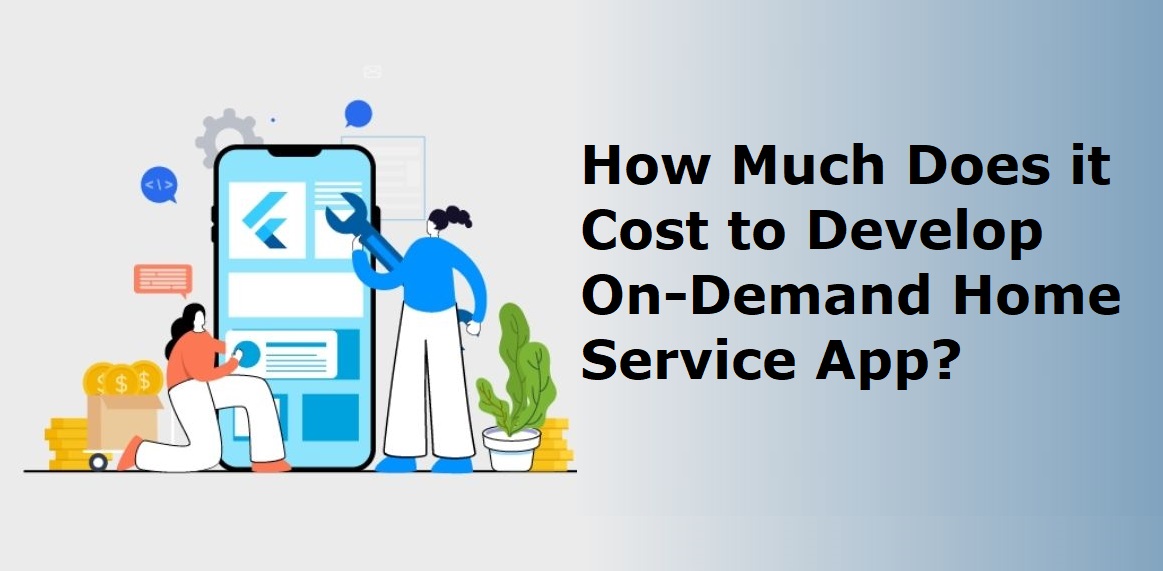 How Much Does it
Cost to Develop
On-Demand Home
Service App?
</>
$ $ $